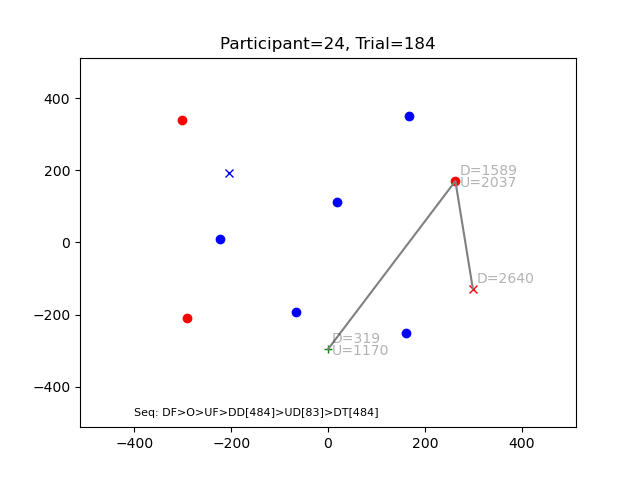 Participant=24, Trial=184
400
200
0
−200
−400
D=1589
U=2037
D=2640
D=319
U=1170
Seq: DF>O>UF>DD[484]>UD[83]>DT[484]
−400
−200
0
200
400